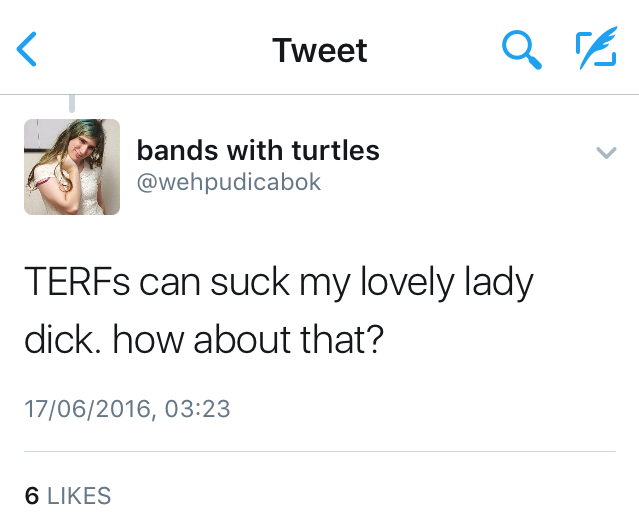 Tweet
bands with turtles
@wehpudicabok
TERFs can suck my lovely lady
dick. how about that?
17/06/2016, 03:23
6 LIKES